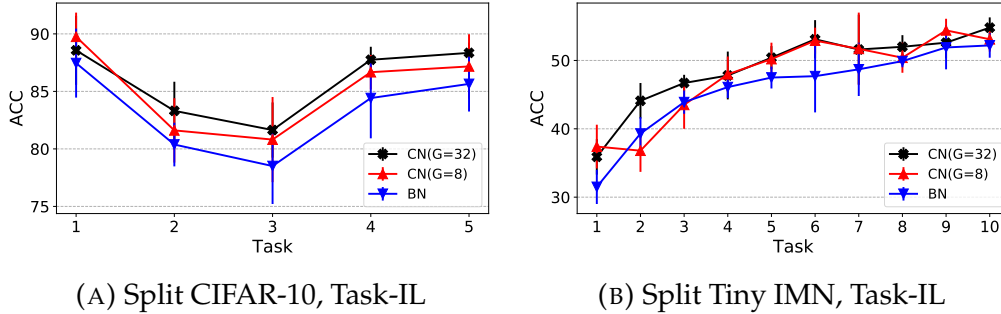 ACC
90
85
80
75
CN(G=32)
CN(G=8)
BN
1 2 3 4 5
Task
(A) Split CIFAR-10, Task-IL
ACC
50
40
30
CN(G=32)
CN(G=8)
BN
1 2 3 4 5 6 7 8 9 10
Task
(B) Split Tiny IMN, Task-IL